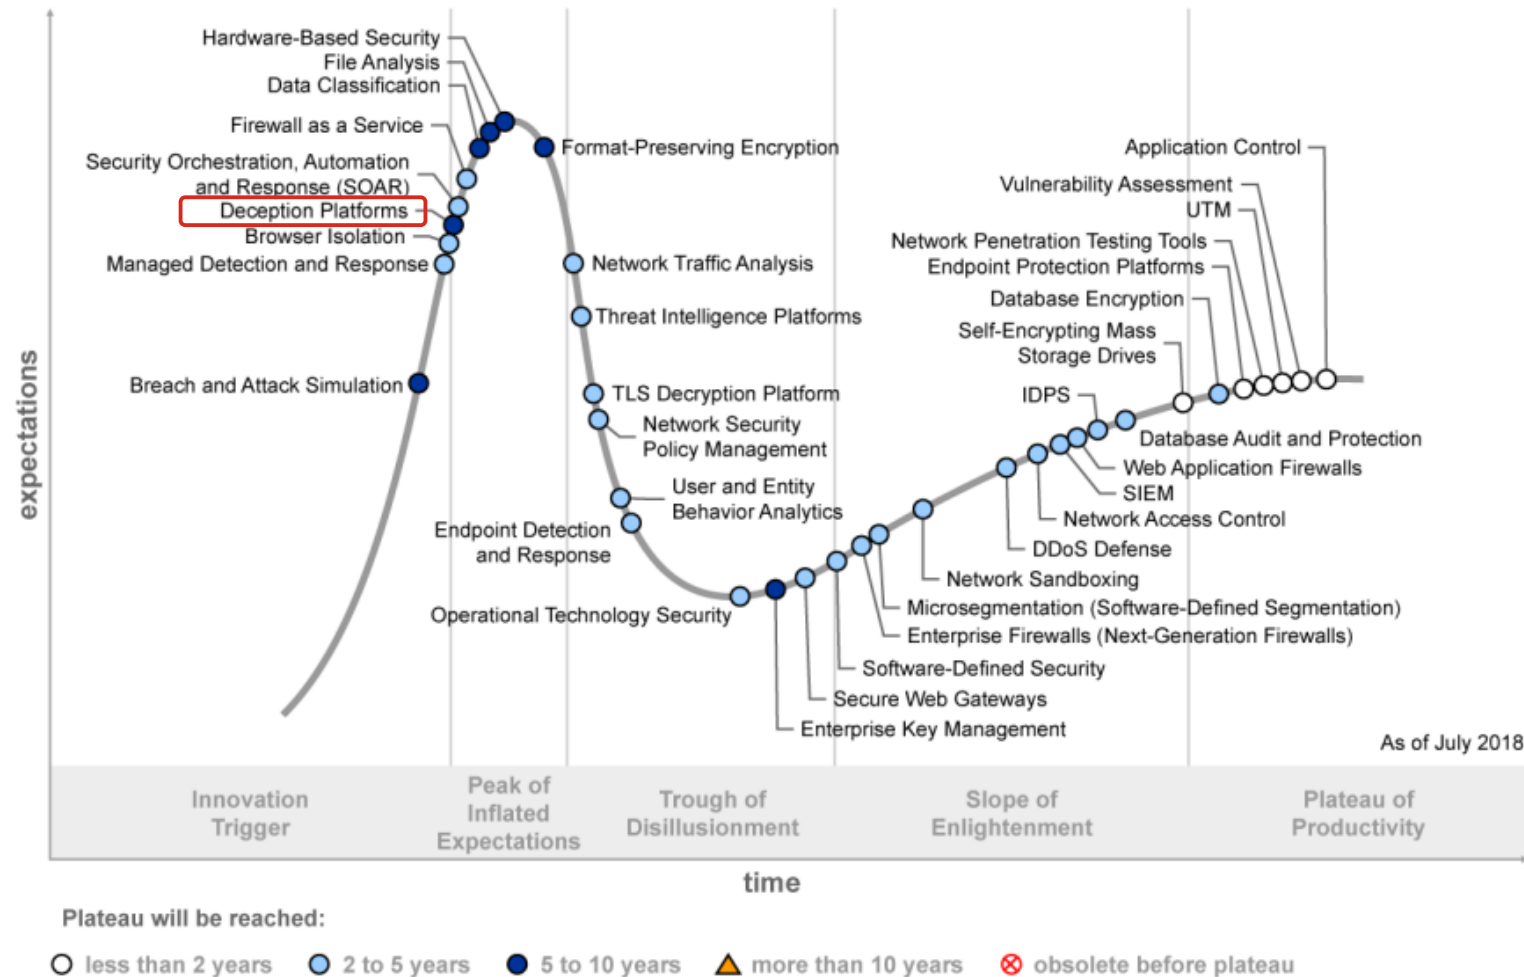 Hardware-Based Security
File Analysis
Data Classification
Firewall as a Service
Security Orchestration, Automation
and Response (SOAR)
Deception Platforms
Browser Isolation
Managed Detection and Response
Breach and Attack Simulation
Format-Preserving Encryption
Network Traffic Analysis
Threat Intelligence Platforms
TLS Decryption Platform
Network Security
Policy Management
User and Entity
Behavior Analytics
Endpoint Detection
and Response
Operational Technology Security
Application Control
Vulnerability Assessment
UTM
Network Penetration Testing Tools
Endpoint Protection Platforms
Database Encryption
Self-Encrypting Mass
Storage Drives
IDPS
Database Audit and Protection
Web Application Firewalls
SIEM
Network Access Control
DDoS Defense
Network Sandboxing
Microsegmentation (Software-Defined Segmentation)
Enterprise Firewalls (Next-Generation Firewalls)
Software-Defined Security
Secure Web Gateways
Enterprise Key Management
As of July 2018
expectations
Innovation
Trigger
Peak of
Inflated
Expectations
Trough of
Disillusionment
Slope of
Enlightenment
Plateau of
Productivity
time
Plateau will be reached:
less than 2 years
2 to 5 years
5 to 10 years
more than 10 years
obsolete before plateau